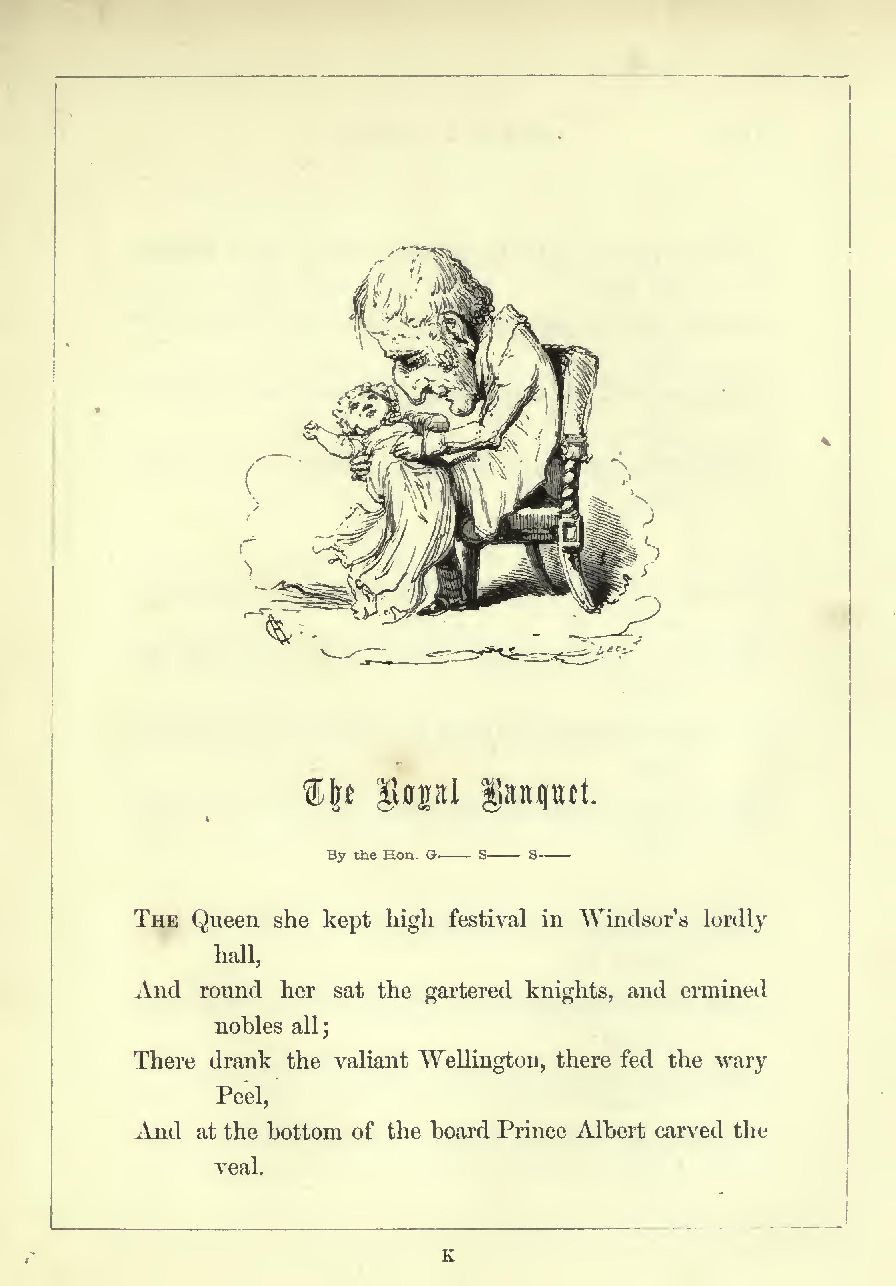 The Royal Banquet.
By the Hon. G—— S—— S——
THE Queen she kept high festival in Windsor's lordly
hall,
And round her sat the gartered knights, and ermined
nobles all;
There drank the valiant Wellington, there fed the wary
Peel,
And at the bottom of the board Prince Albert carved the
veal.
K